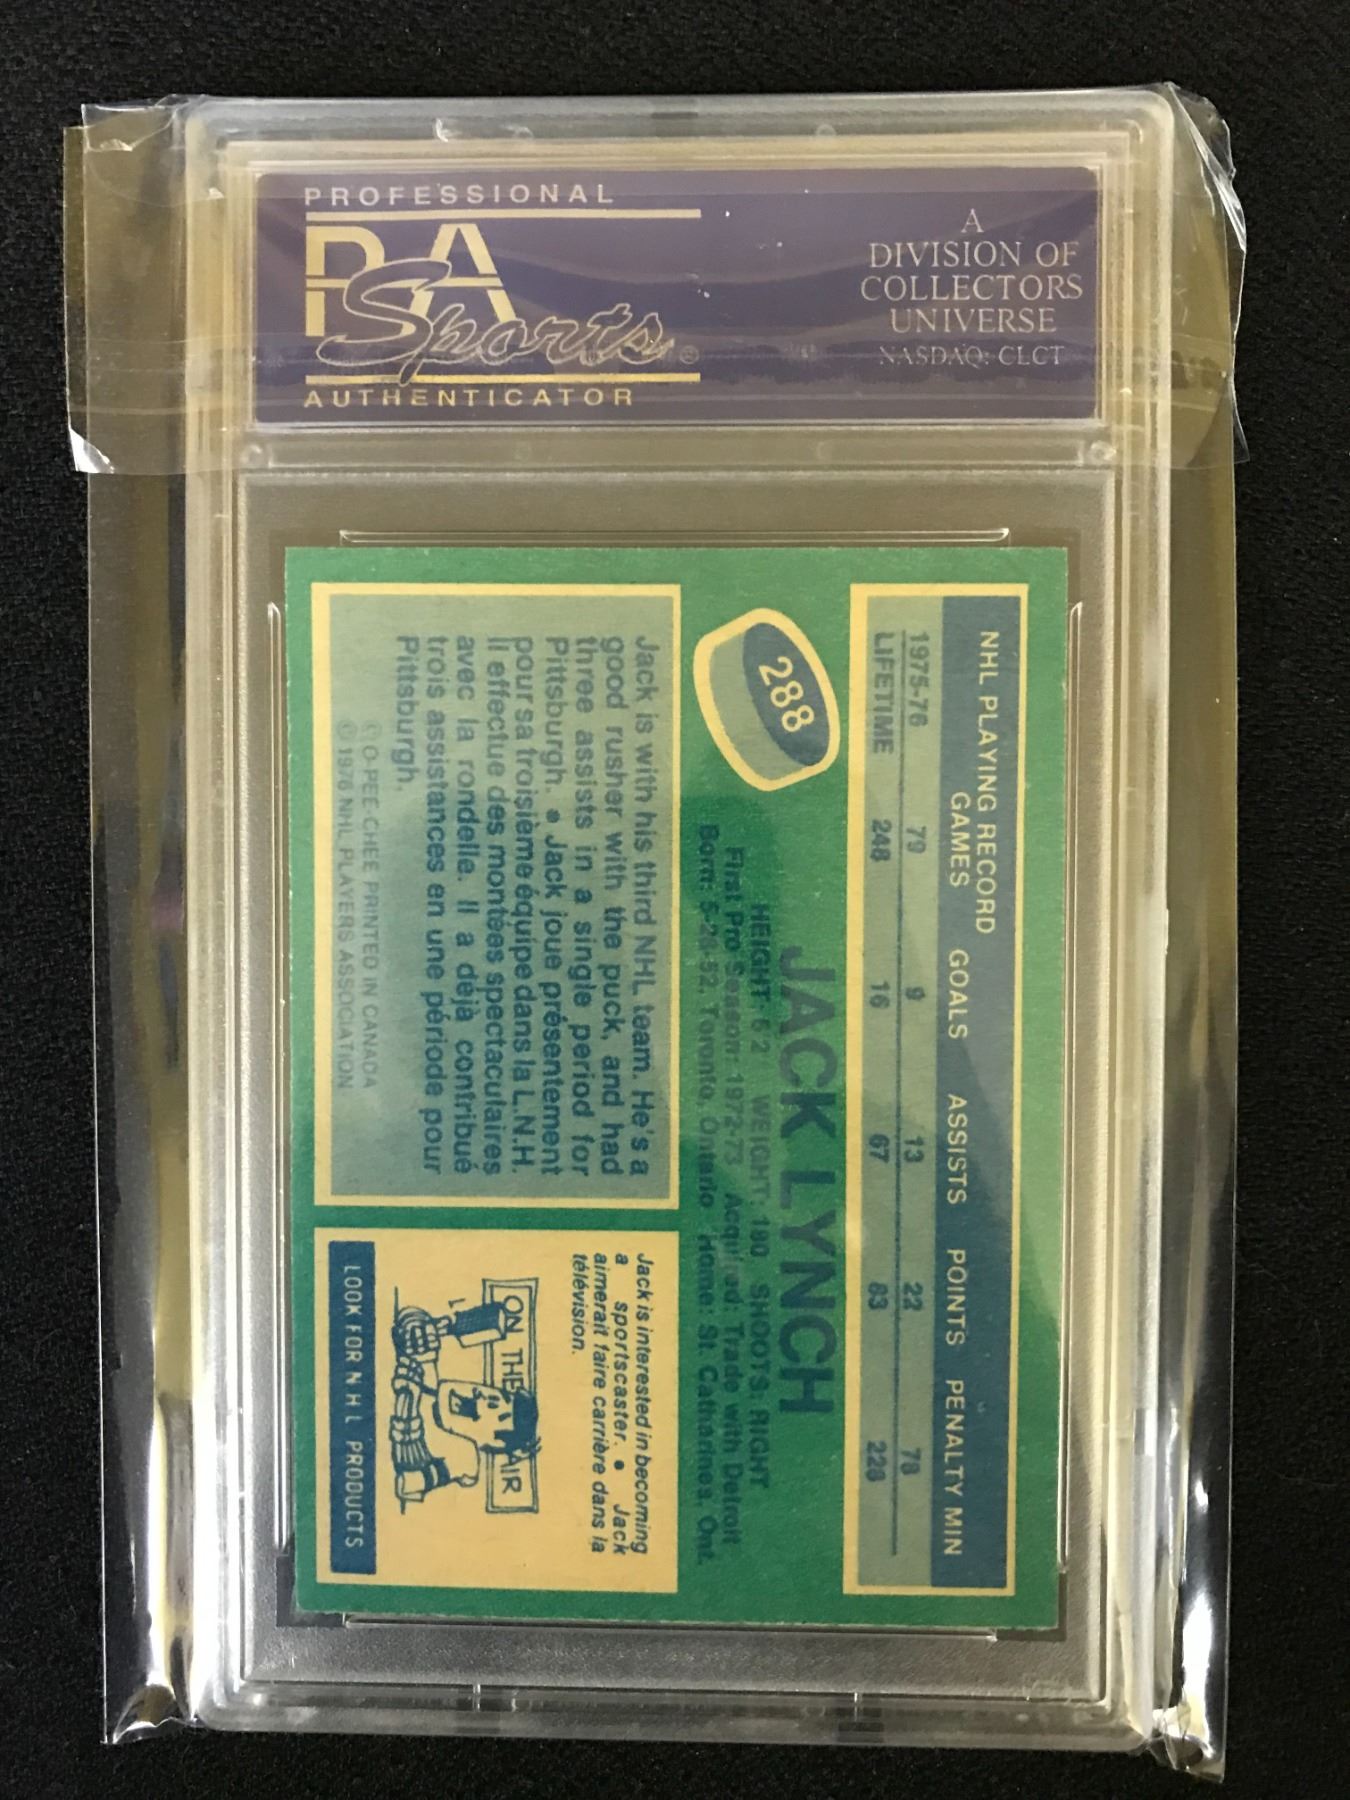 PROFESSIONAL
PSA
Sports®
AUTHENTICATOR
A
DIVISION OF
COLLECTORS
UNIVERSE
NASDAQ: CLCT
NHL PLAYING RECORD
GAMES GOALS ASSISTS POINTS PENALTY MIN
1975-76 79 9 13 22 78
LIFETIME 248 16 67 83 228
288
JACK LYNCH
HEIGHT: 6 2 WEIGHT: 180 SHOOTS: RIGHT
First Pro Season: 1972-73 Acquired: Trade with Detroit
Born: 5-28-52, Toronto, Ontario Home: St. Catharines, Ont.
Jack is with his third NHL team. He's a
good rusher with the puck, and had
three assists in a single period for
Pittsburgh. • Jack joue présentement
pour sa troisième équipe dans la L.N.H.
Il effectue des montées spectaculaires
avec la rondelle. Il a déjà contribué
trois assistances en une période pour
Pittsburgh.
© O-PEE-CHEE PRINTED IN CANADA
© 1976 NHL PLAYERS ASSOCIATION
Jack is interested in becoming
a sportscaster. • Jack
aimerait faire carrière dans la
télévision.
ON THE AIR
LOOK FOR N H L PRODUCTS